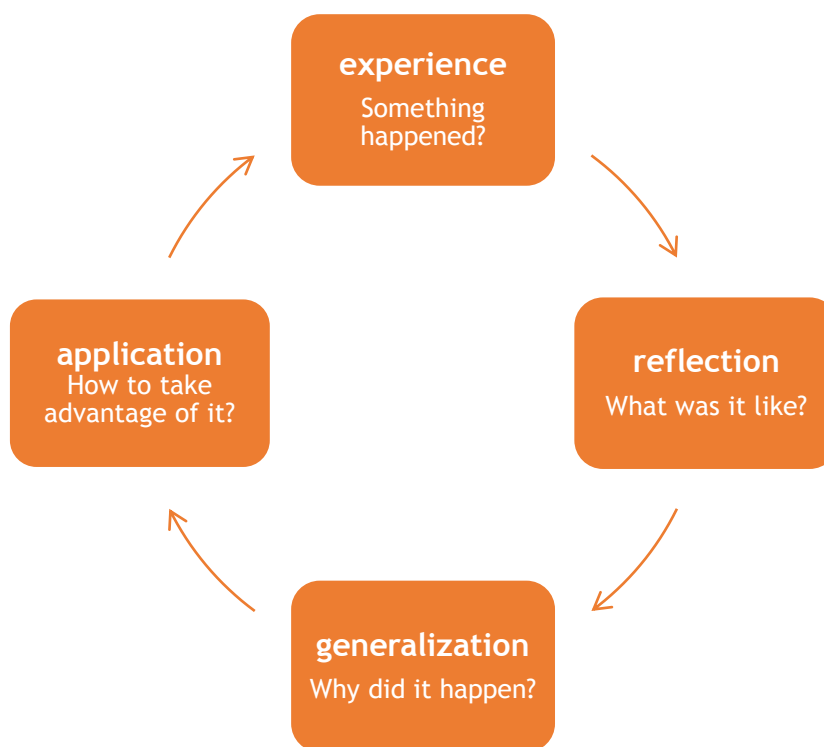 experience
Something
happened?
reflection
What was it like?
generalization
Why did it happen?
application
How to take
advantage of it?